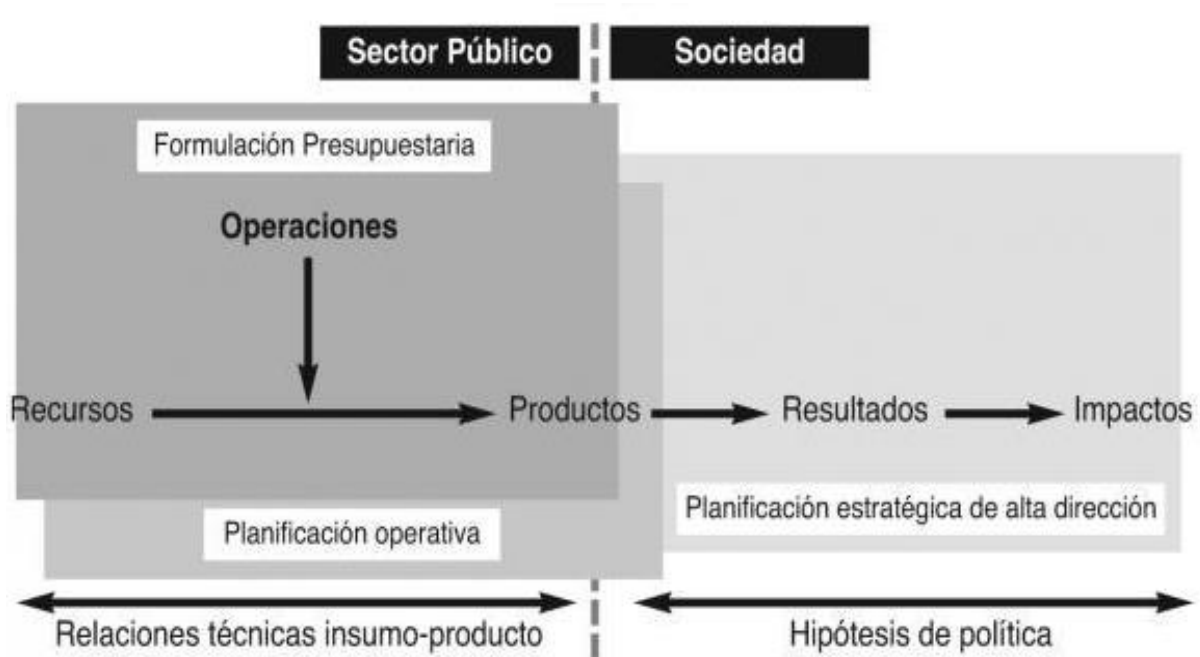 Sector Público
Sociedad
Formulación Presupuestaria
Operaciones
Recursos
Productos
Resultados
Impactos
Planificación estratégica de alta dirección
Planificación operativa
Relaciones técnicas insumo-producto
Hipótesis de política